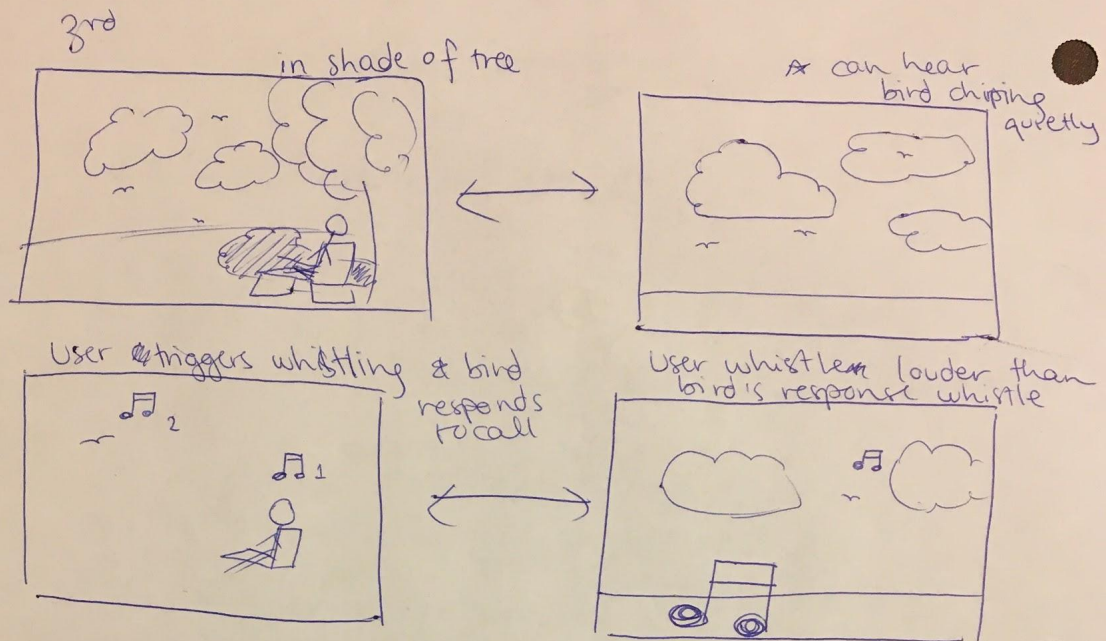 3rd
in shade of tree
can hear
bird chirping
quietly
User triggers whistling & bird
responds
to call
User whistle louder than
bird's response whistle
2
1